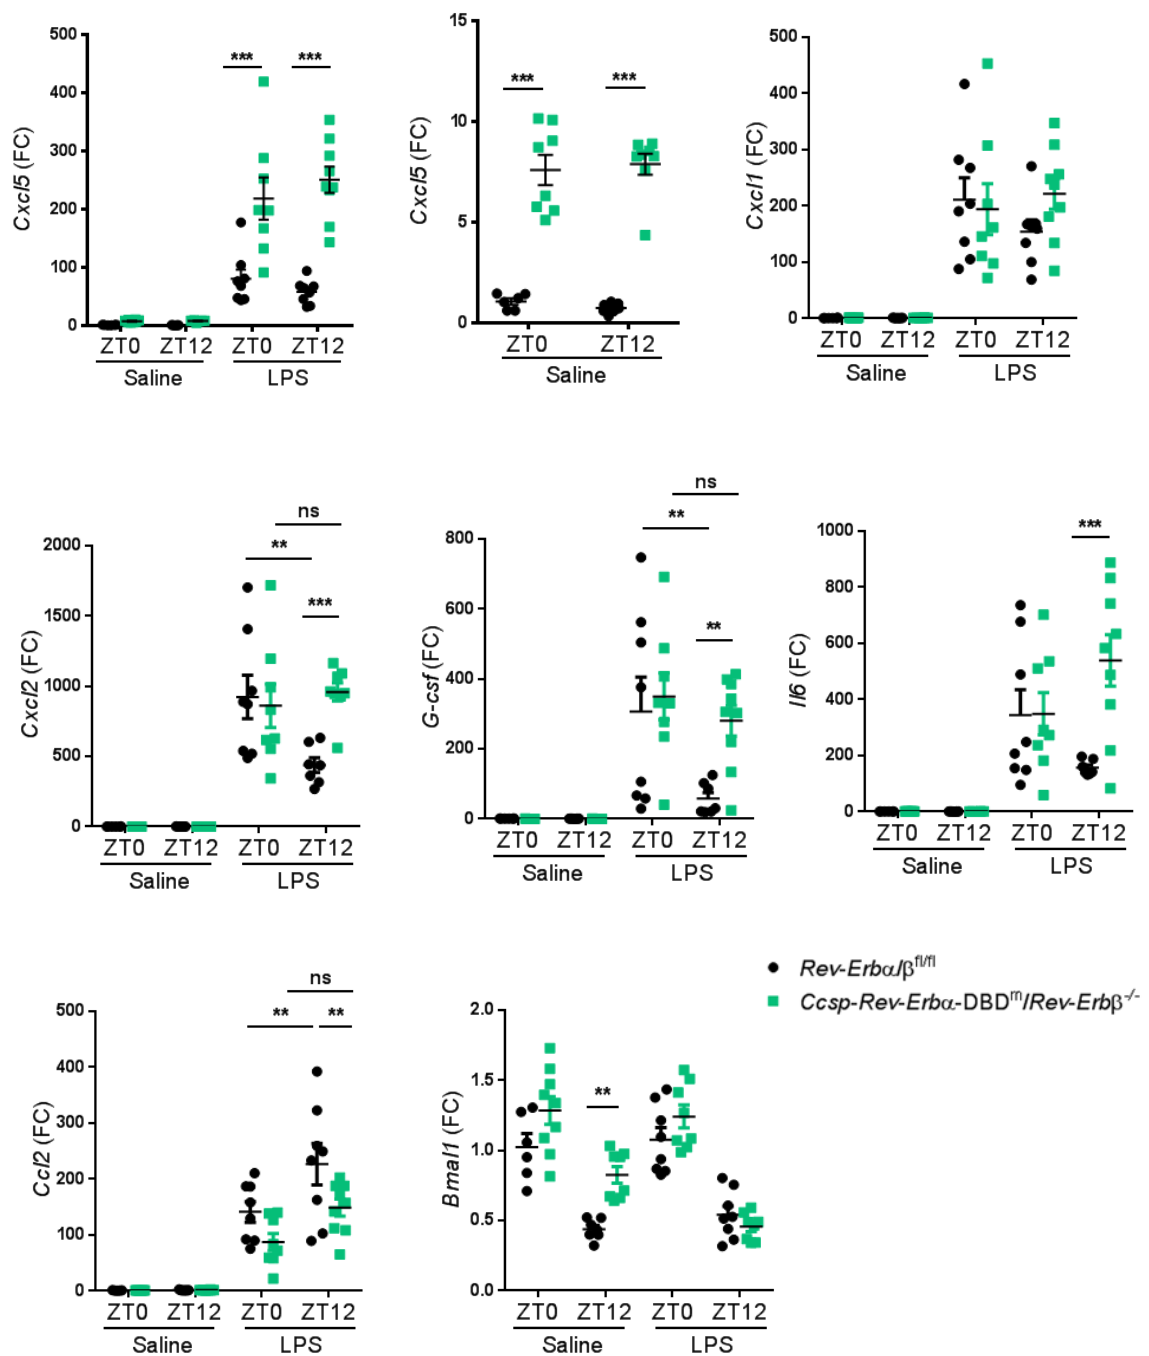 500
400
300
200
100
0
Cxcl5 (FC)
***
***
ZT0 ZT12 ZT0 ZT12
Saline LPS
15
10
5
0
Cxcl5 (FC)
***
***
ZT0 ZT12
Saline
500
400
300
200
100
0
Cxcl1 (FC)
ZT0 ZT12 ZT0 ZT12
Saline LPS
2000
1500
1000
500
0
Cxcl2 (FC)
ns
**
***
ZT0 ZT12 ZT0 ZT12
Saline LPS
800
600
400
200
0
G-csf (FC)
ns
**
**
ZT0 ZT12 ZT0 ZT12
Saline LPS
1000
800
600
400
200
0
Il6 (FC)
***
ZT0 ZT12 ZT0 ZT12
Saline LPS
500
400
300
200
100
0
Ccl2 (FC)
ns
**
**
ZT0 ZT12 ZT0 ZT12
Saline LPS
2.0
1.5
1.0
0.5
0.0
Bmal1 (FC)
**
ZT0 ZT12 ZT0 ZT12
Saline LPS
Rev-Erbα/β^fl/fl
Ccsp-Rev-Erbα-DBD^m/Rev-Erbβ^-/-